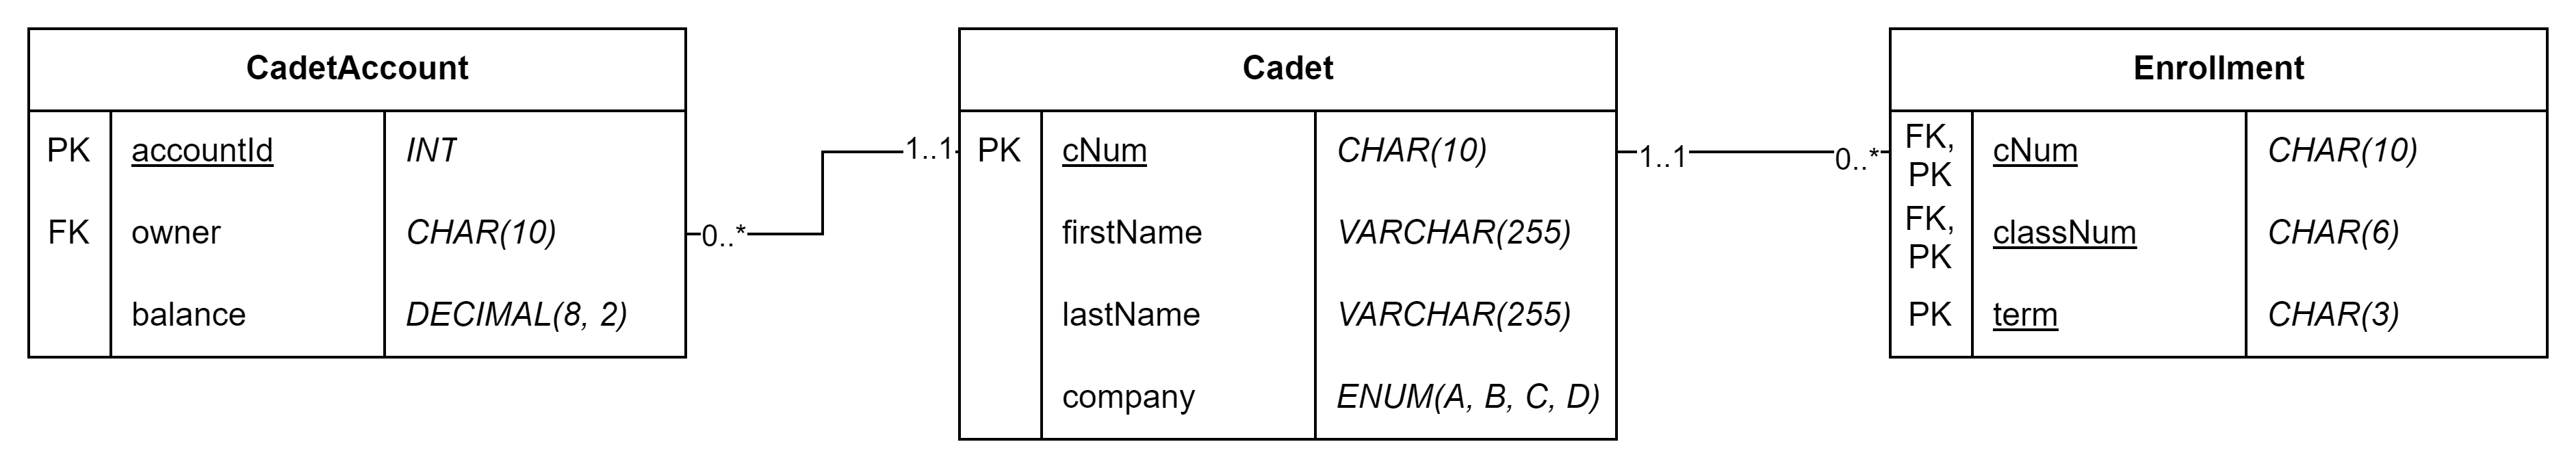 CadetAccount
PK accountId INT
FK owner CHAR(10)
balance DECIMAL(8, 2)
0..*
1..1
Cadet
PK cNum CHAR(10)
firstName VARCHAR(255)
lastName VARCHAR(255)
company ENUM(A, B, C, D)
1..1
0..*
Enrollment
FK,
PK cNum CHAR(10)
FK,
PK classNum CHAR(6)
PK term CHAR(3)